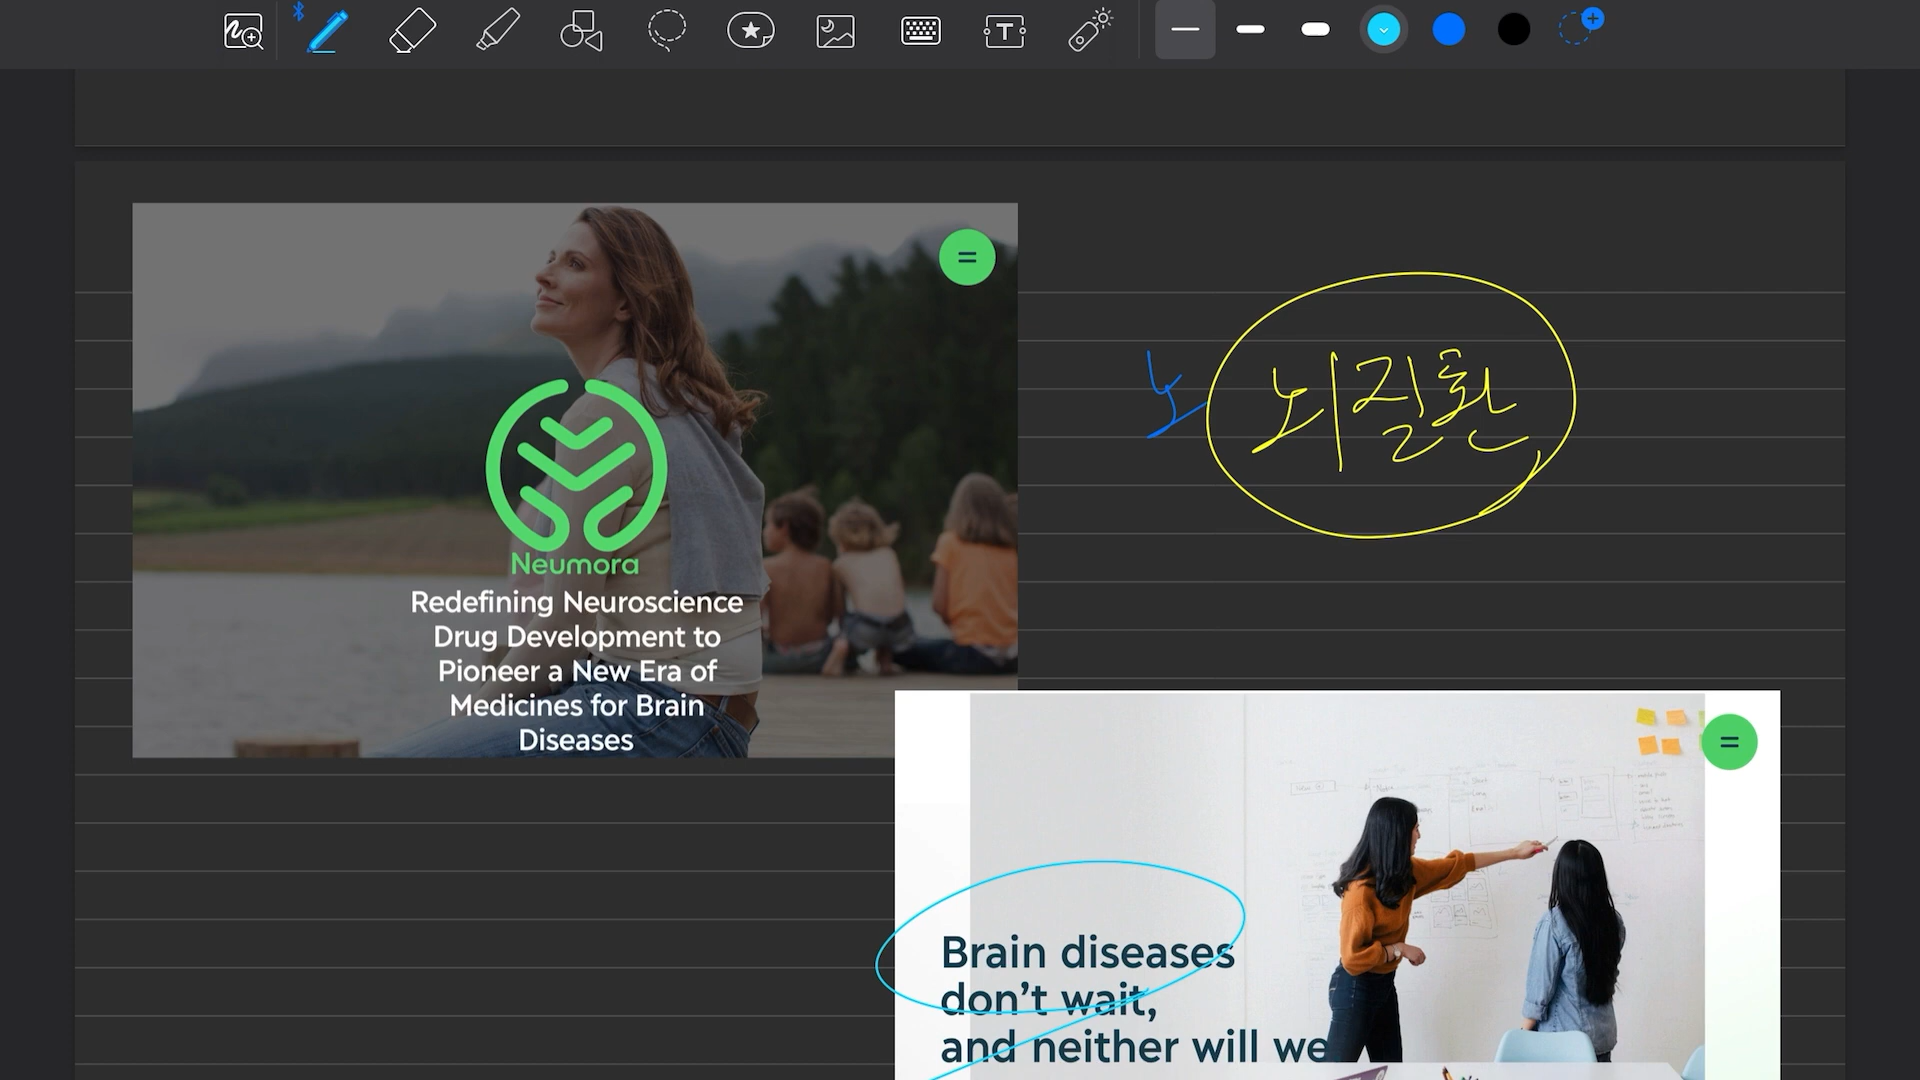 Neumora
Redefining Neuroscience
Drug Development to
Pioneer a New Era of
Medicines for Brain
Diseases
노
뇌질환
Brain diseases
don't wait,
and neither will we